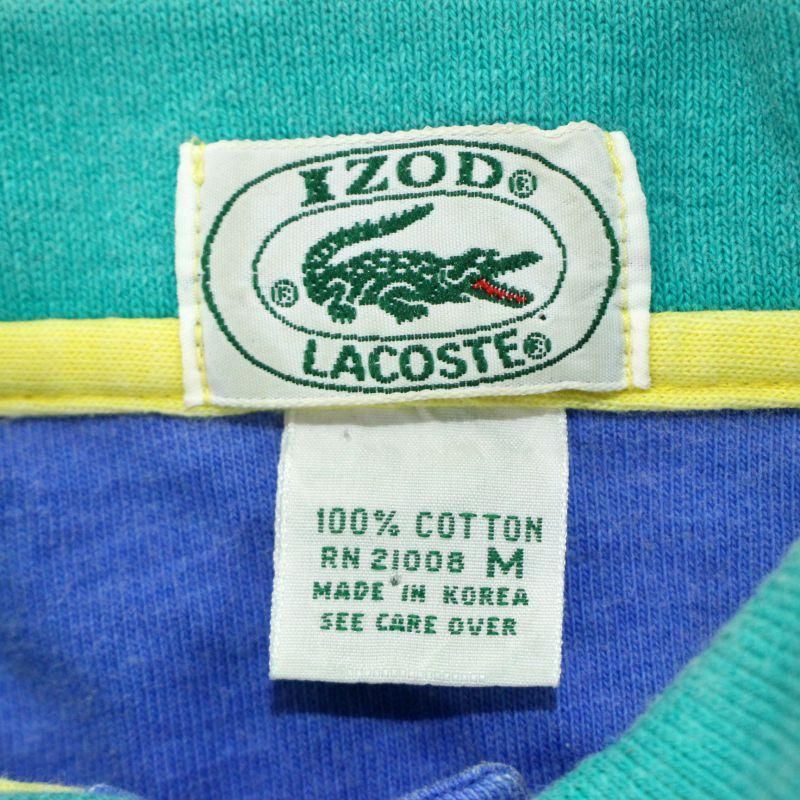 IZOD®
®
LACOSTE®
100% COTTON
RN 21008 M
MADE IN KOREA
SEE CARE OVER